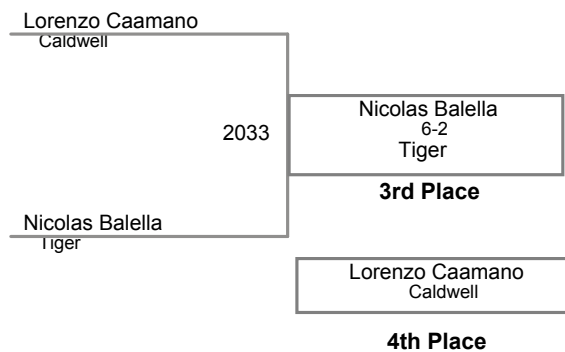 Lorenzo Caamano
Caldwell
Nicolas Balella
6-2
Tiger
2033
3rd Place
Nicolas Balella
Tiger
Lorenzo Caamano
Caldwell
4th Place